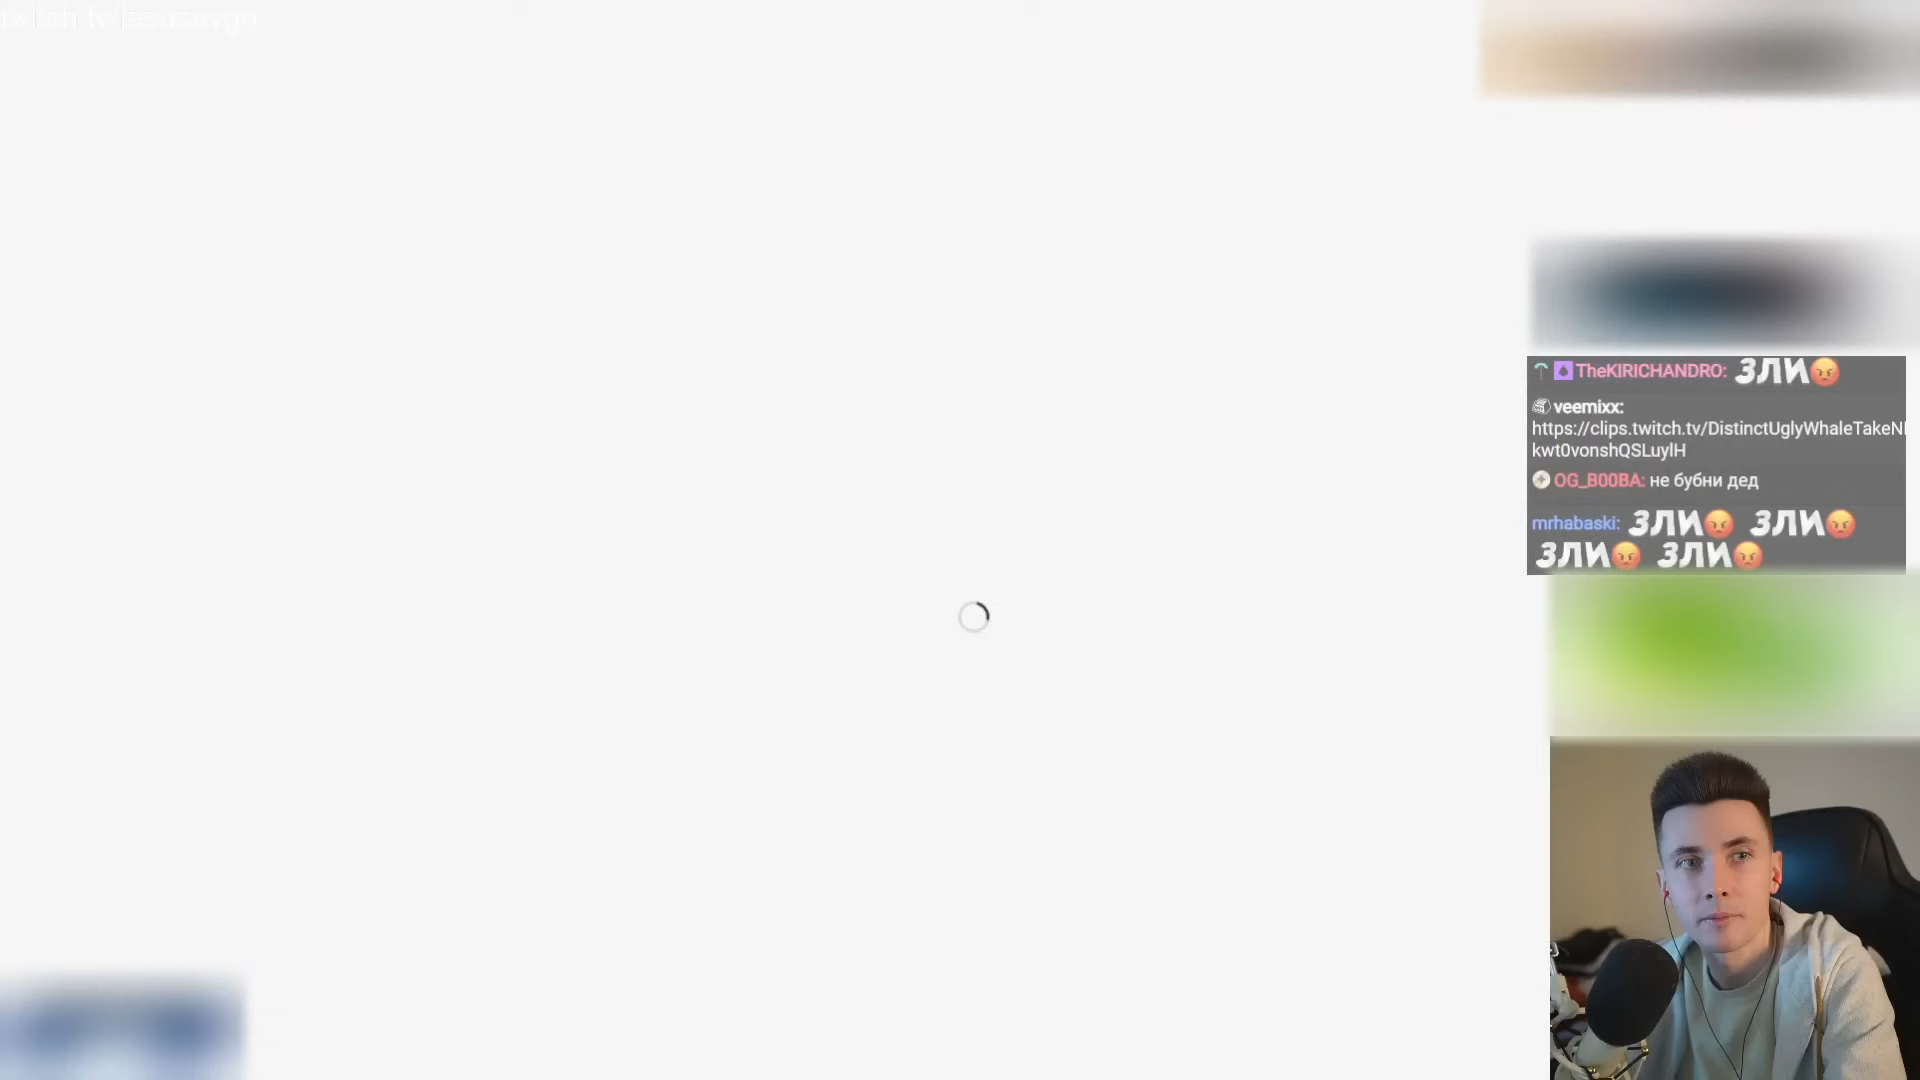 TheKIRICHANDRO: ЗЛИ😡
veemixx:
https://clips.twitch.tv/DistinctUglyWhaleTakeN
kwt0vonshQSLuylH
OG_B00BA: не бубни дед
mrhabaski: ЗЛИ😡 ЗЛИ😡
ЗЛИ😡 ЗЛИ😡